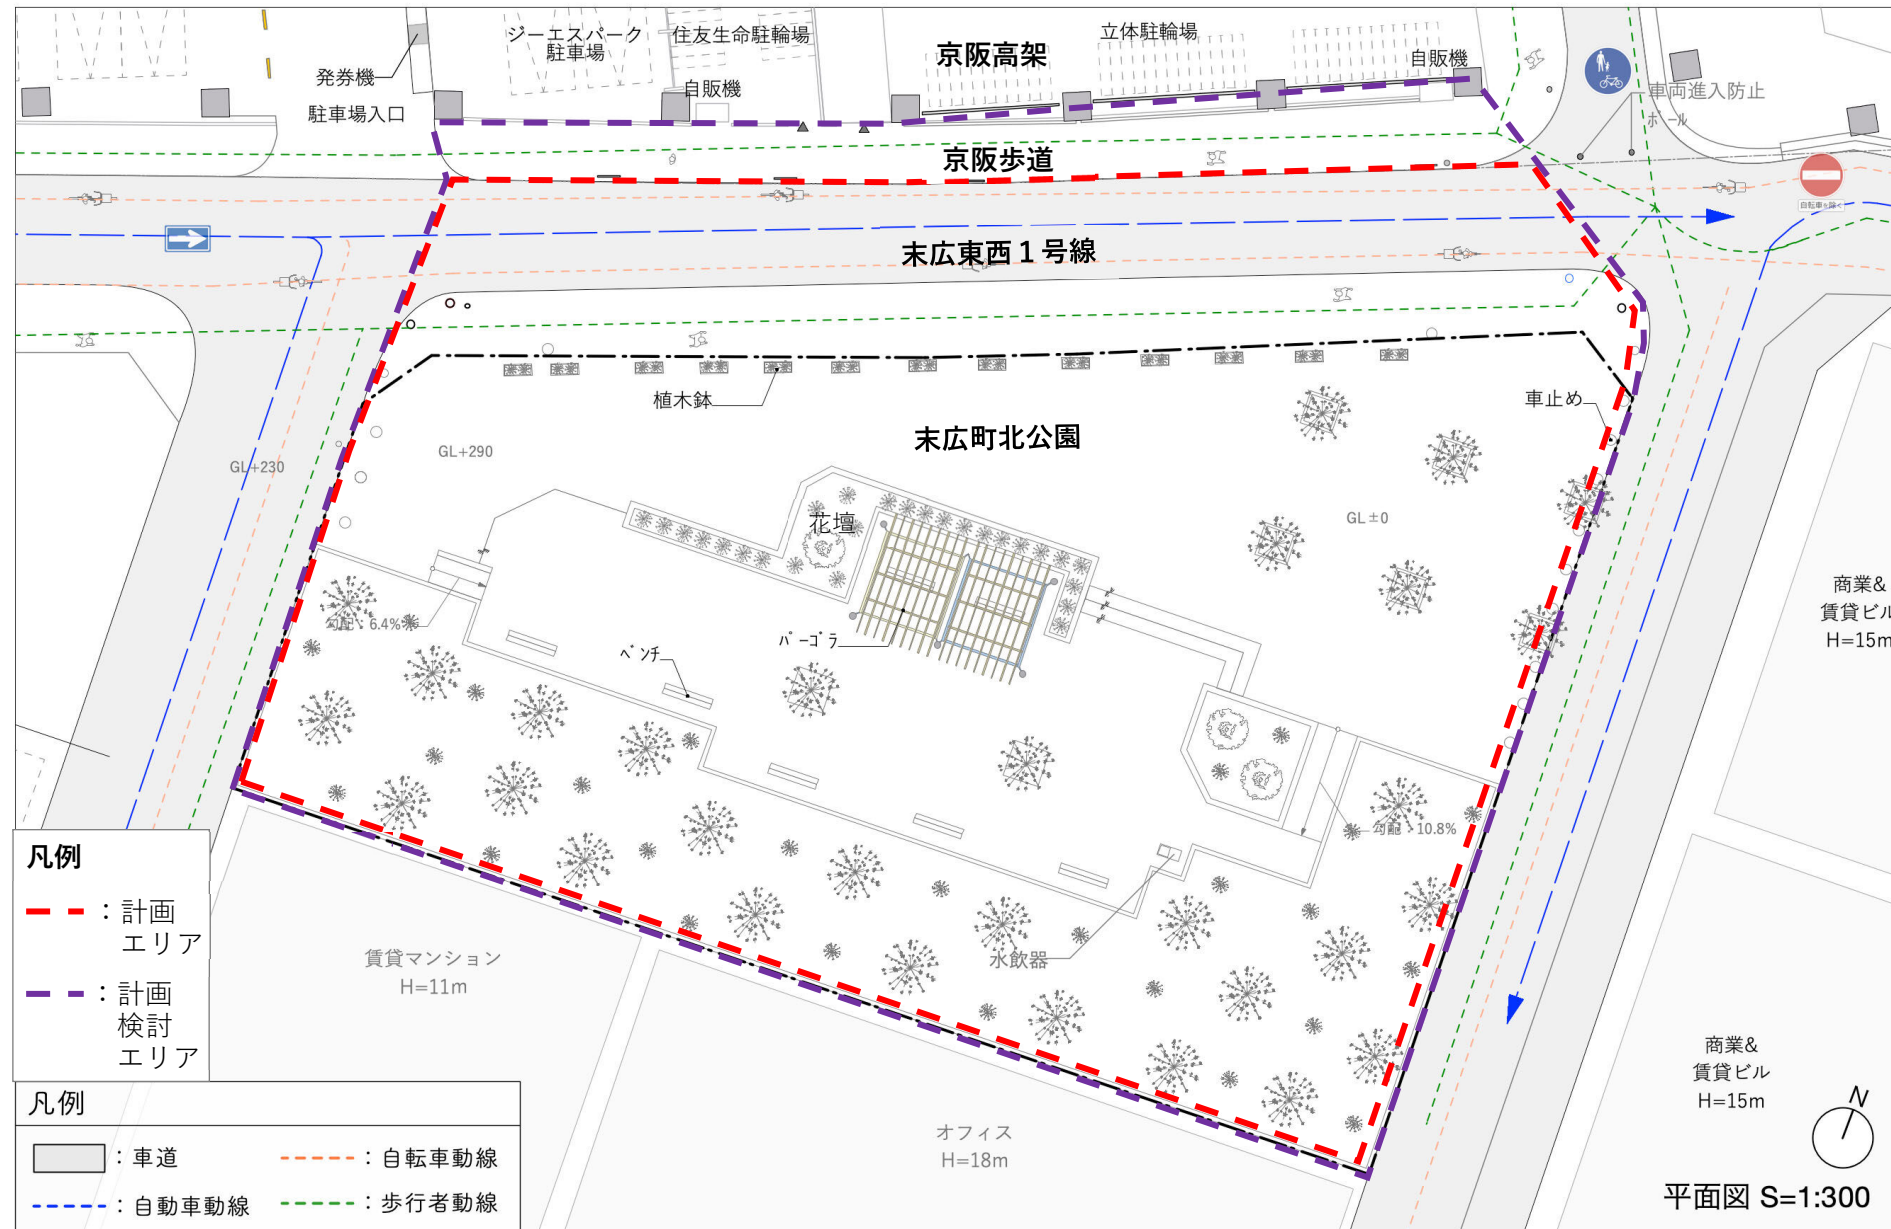 ジーエスパーク
駐車場
住友生命駐輪場
京阪高架
立体駐輪場
自販機
発券機
自販機
駐車場入口
車両進入防止
ﾎﾟｰﾙ
京阪歩道
自転車を除く
末広東西１号線
植木鉢
車止め
末広町北公園
GL+290
GL+230
花壇
GL±0
商業&
賃貸ビル
H=15m
勾配：6.4%
ﾍﾞﾝﾁ
ﾊﾟｰｺﾞﾗ
勾配：10.8%
凡例
：計画
エリア
：計画
検討
エリア
賃貸マンション
H=11m
水飲器
商業&
賃貸ビル
H=15m
N
オフィス
H=18m
凡例
：車道
：自転車動線
：自動車動線
：歩行者動線
平面図 S=1:300